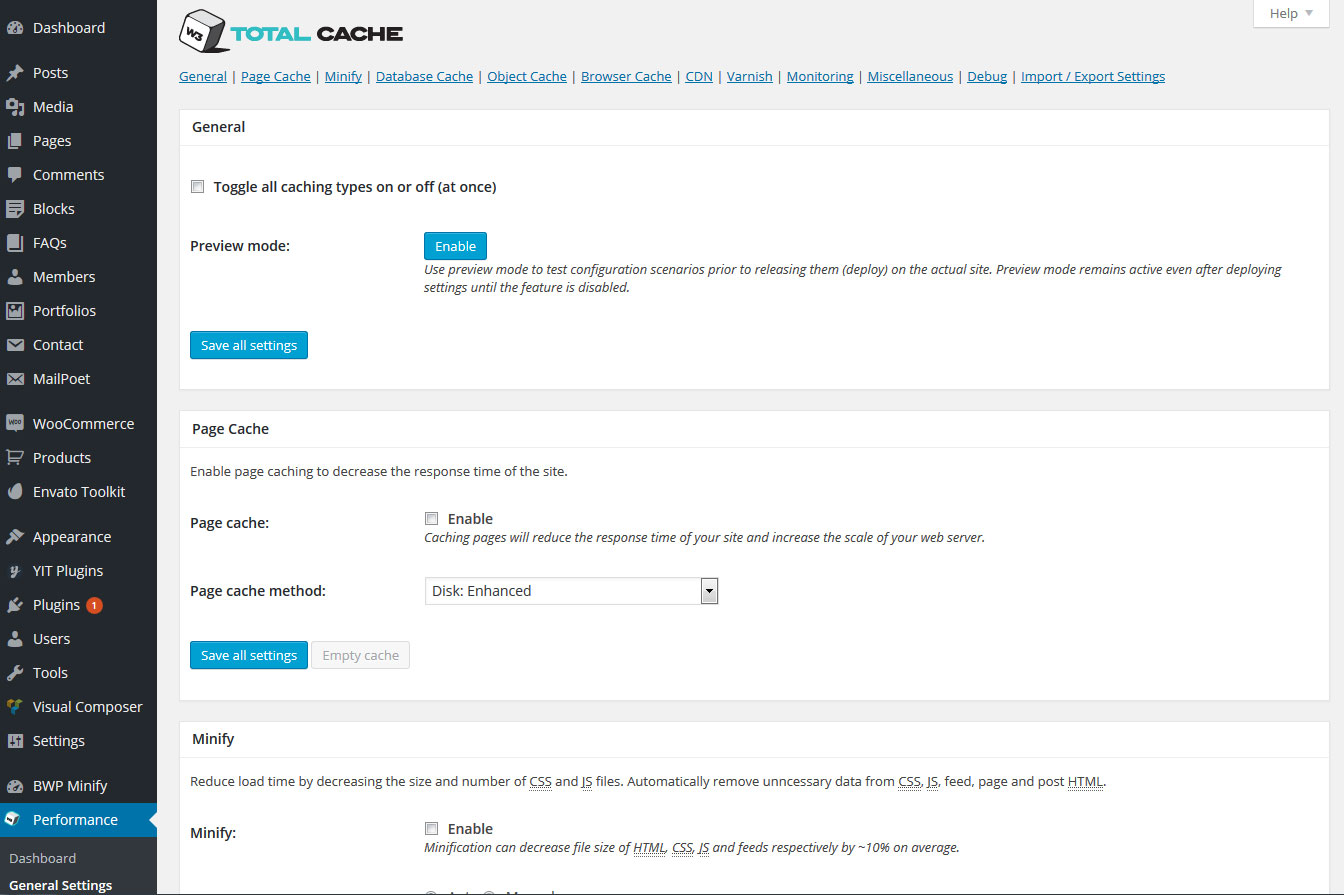 Dashboard
Posts
Media
Pages
Comments
Blocks
FAQs
Members
Portfolios
Contact
MailPoet
WooCommerce
Products
Envato Toolkit
Appearance
YIT Plugins
Plugins 1
Users
Tools
Visual Composer
Settings
BWP Minify
Performance
Dashboard
General Settings
Help
W3 TOTAL CACHE
General | Page Cache | Minify | Database Cache | Object Cache | Browser Cache | CDN | Varnish | Monitoring | Miscellaneous | Debug | Import / Export Settings
General
Toggle all caching types on or off (at once)
Preview mode:
Enable
Use preview mode to test configuration scenarios prior to releasing them (deploy) on the actual site. Preview mode remains active even after deploying
settings until the feature is disabled.
Save all settings
Page Cache
Enable page caching to decrease the response time of the site.
Page cache:
Enable
Caching pages will reduce the response time of your site and increase the scale of your web server.
Page cache method:
Disk: Enhanced
Save all settings
Empty cache
Minify
Reduce load time by decreasing the size and number of CSS and JS files. Automatically remove unncessary data from CSS, JS, feed, page and post HTML.
Minify:
Enable
Minification can decrease file size of HTML, CSS, JS and feeds respectively by ~10% on average.